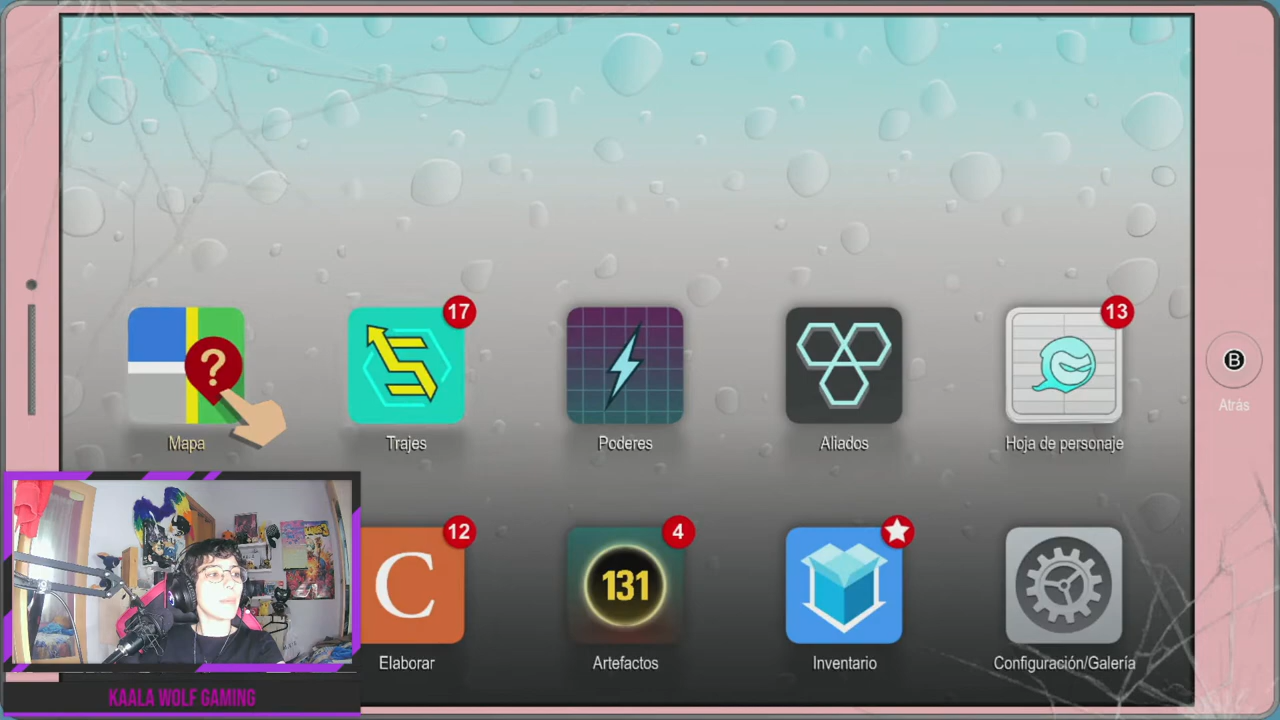 17
13
?
B
Atrás
Mapa
Trajes
Poderes
Aliados
Hoja de personaje
12
4
C
131
Elaborar
Artefactos
Inventario
Configuración/Galería
KAALA WOLF GAMING